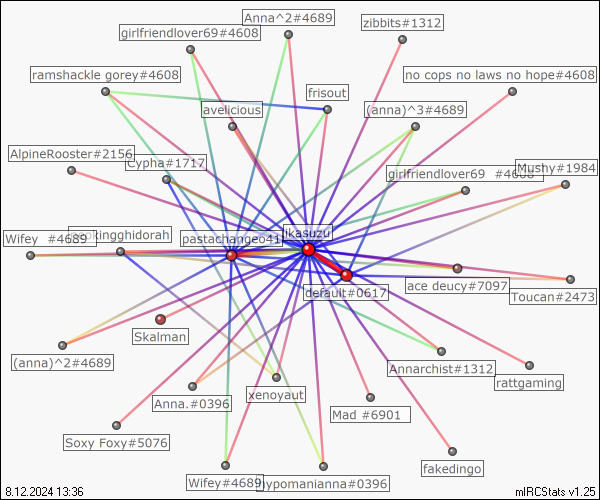 Anna^2#4689
zibbits#1312
girlfriendlover69#4608
ramshackle gorey#4608
no cops no laws no hope#4608
frisout
avelicious
(anna)^3#4689
AlpineRooster#2156
Cypha#1717
girlfriendlover69
Mushy#1984
Wifey #4689
ingghidorah
pastachangeo41
kasuzu
default#0617
ace deucy#7097
Toucan#2473
Skalman
(anna)^2#4689
Annarchist#1312
rattgaming
Anna.#0396
xenoyaut
Mad #6901
Soxy Foxy#5076
fakedingo
Wifey#4689
hypomanianna#0396
8.12.2024 13:36
mIRCStats v1.25